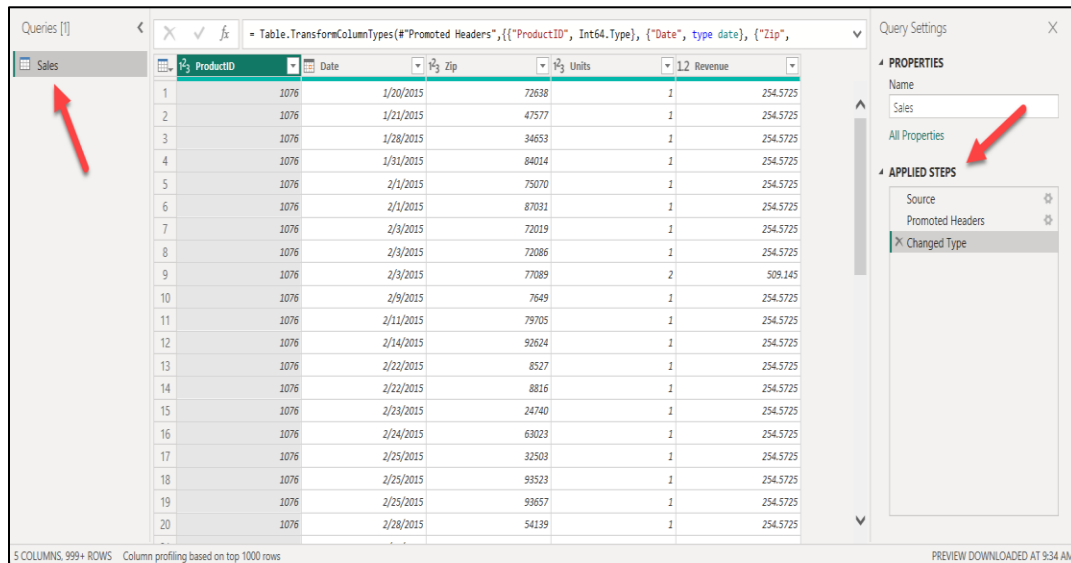 Queries [1]
= Table.TransformColumnTypes(#"Promoted Headers",{{"ProductID", Int64.Type}, {"Date", type date}, {"Zip",
Query Settings
Sales
ProductID Date Zip Units Revenue
1 1076 1/20/2015 72638 1 254.5725
2 1076 1/21/2015 47577 1 254.5725
3 1076 1/28/2015 34653 1 254.5725
4 1076 1/31/2015 84014 1 254.5725
5 1076 2/1/2015 75070 1 254.5725
6 1076 2/1/2015 87031 1 254.5725
7 1076 2/3/2015 72019 1 254.5725
8 1076 2/3/2015 72086 1 254.5725
9 1076 2/3/2015 77089 2 509.145
10 1076 2/9/2015 7649 1 254.5725
11 1076 2/11/2015 79705 1 254.5725
12 1076 2/14/2015 92624 1 254.5725
13 1076 2/22/2015 8527 1 254.5725
14 1076 2/22/2015 8816 1 254.5725
15 1076 2/23/2015 24740 1 254.5725
16 1076 2/24/2015 63023 1 254.5725
17 1076 2/25/2015 32503 1 254.5725
18 1076 2/25/2015 93523 1 254.5725
19 1076 2/25/2015 93657 1 254.5725
20 1076 2/28/2015 54139 1 254.5725
PROPERTIES
Name
Sales
All Properties
APPLIED STEPS
Source
Promoted Headers
Changed Type
5 COLUMNS, 999+ ROWS Column profiling based on top 1000 rows
PREVIEW DOWNLOADED AT 9:34 AM